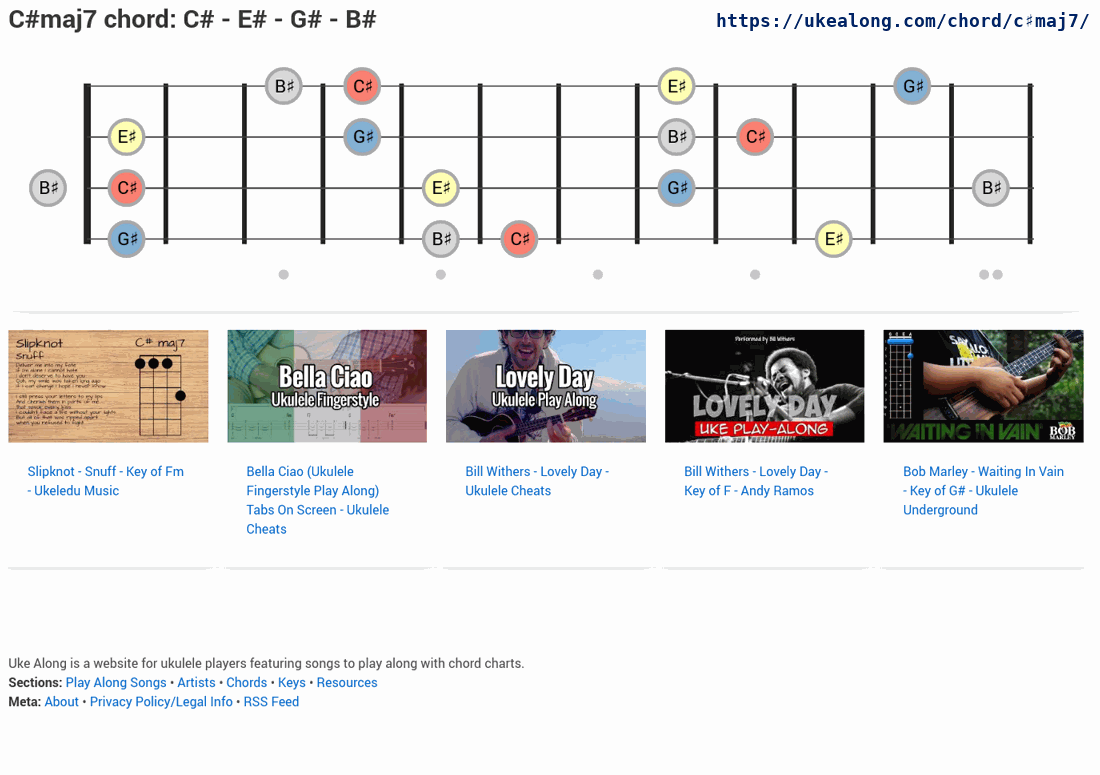 C#maj7 chord: C# - E# - G# - B#
https://ukealong.com/chord/c♯maj7/
B♯ C♯ E♯ G♯
E♯ G♯ B♯ C♯
B♯ C♯ E♯ G♯ B♯
G♯ B♯ C♯ E♯
Slipknot
Snuff
C# maj7
Bella Ciao
Ukulele Fingerstyle
Lovely Day
Ukulele Play Along
Performed by Bill Withers
LOVELY DAY
UKE PLAY-ALONG
WAITING IN VAIN
BOB
MARLEY
Slipknot - Snuff - Key of Fm
- Ukeledu Music
Bella Ciao (Ukulele
Fingerstyle Play Along)
Tabs On Screen - Ukulele
Cheats
Bill Withers - Lovely Day -
Ukulele Cheats
Bill Withers - Lovely Day -
Key of F - Andy Ramos
Bob Marley - Waiting In Vain
- Key of G# - Ukulele
Underground
Uke Along is a website for ukulele players featuring songs to play along with chord charts.
Sections: Play Along Songs • Artists • Chords • Keys • Resources
Meta: About • Privacy Policy/Legal Info • RSS Feed